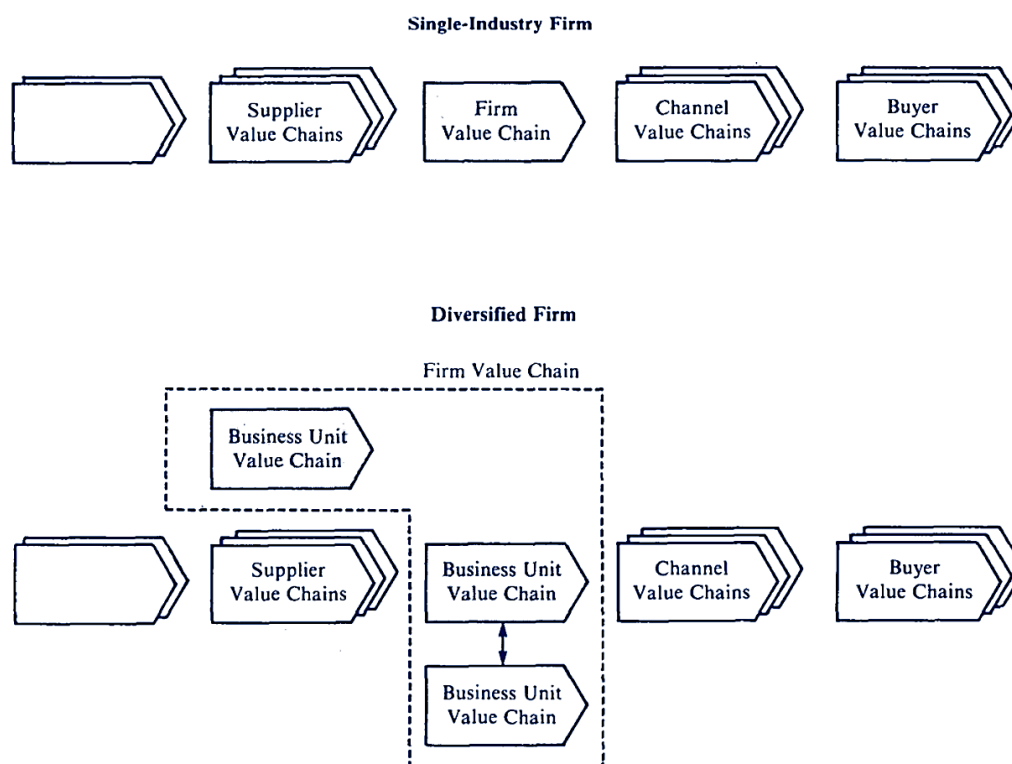 Single-Industry Firm
Supplier
Value Chains
Firm
Value Chain
Channel
Value Chains
Buyer
Value Chains
Diversified Firm
Firm Value Chain
Business Unit
Value Chain
Supplier
Value Chains
Business Unit
Value Chain
Channel
Value Chains
Buyer
Value Chains
Business Unit
Value Chain